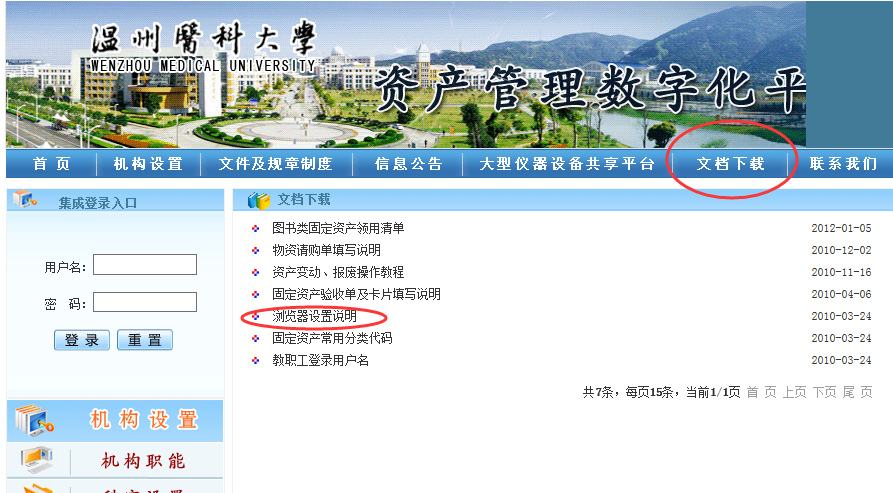 温州醫科大學
WENZHOU MEDICAL UNIVERSITY
资产管理数字化平
首 页 机构设置 文件及规章制度 信息公告 大型仪器设备共享平台 文档下载 联系我们
集成登录入口
用户名:
密 码:
登 录 重 置
机构设置
机构职能
文档下载
图书类固定资产领用清单 2012-01-05
物资请购单填写说明 2010-12-02
资产变动、报废操作教程 2010-11-16
固定资产验收单及卡片填写说明 2010-04-06
浏览器设置说明 2010-03-24
固定资产常用分类代码 2010-03-24
教职工登录用户名 2010-03-24
共7条，每页15条，当前1/1页 首 页 上页 下页 尾 页